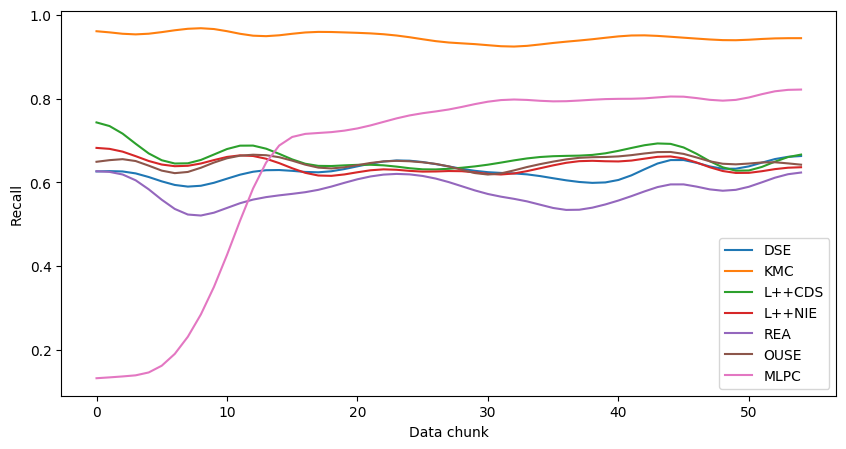 1.0
0.8
0.6
0.4
0.2
Recall
0
10
20
30
40
50
Data chunk
DSE
KMC
L++CDS
L++NIE
REA
OUSE
MLPC